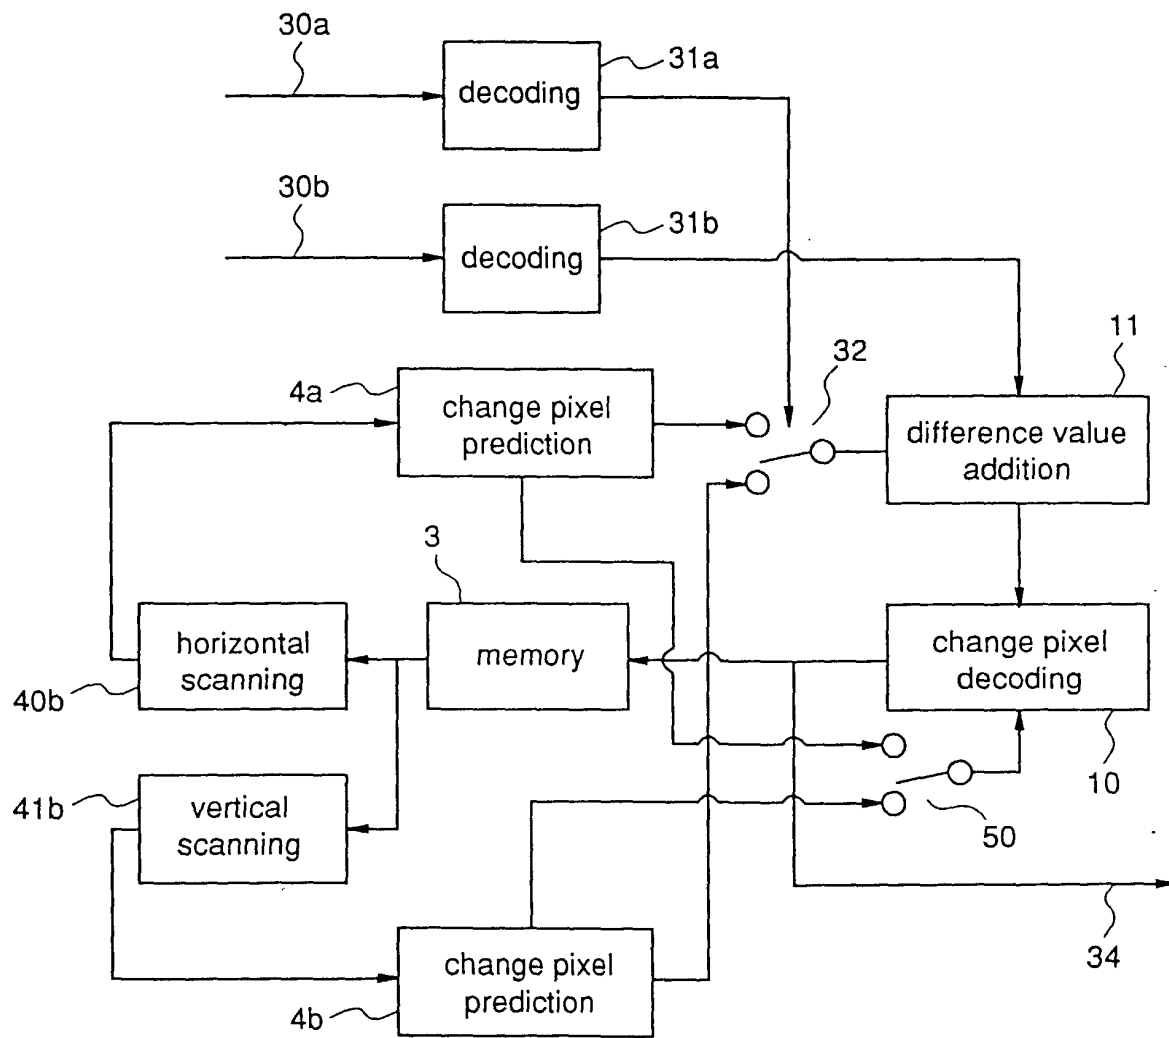 30a
decoding
31a
30b
decoding
31b
11
32
4a
change pixel
prediction
difference value
addition
3
horizontal
scanning
40b
memory
change pixel
decoding
10
41b
vertical
scanning
50
34
change pixel
prediction
4b